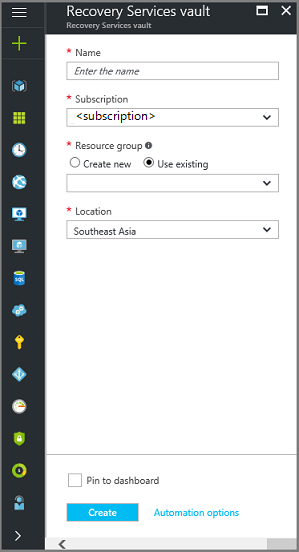 Recovery Services vault
Recovery Services vault
* Name
Enter the name
* Subscription
<subscription>
* Resource group
Create new Use existing
* Location
Southeast Asia
SQL
Pin to dashboard
Create Automation options